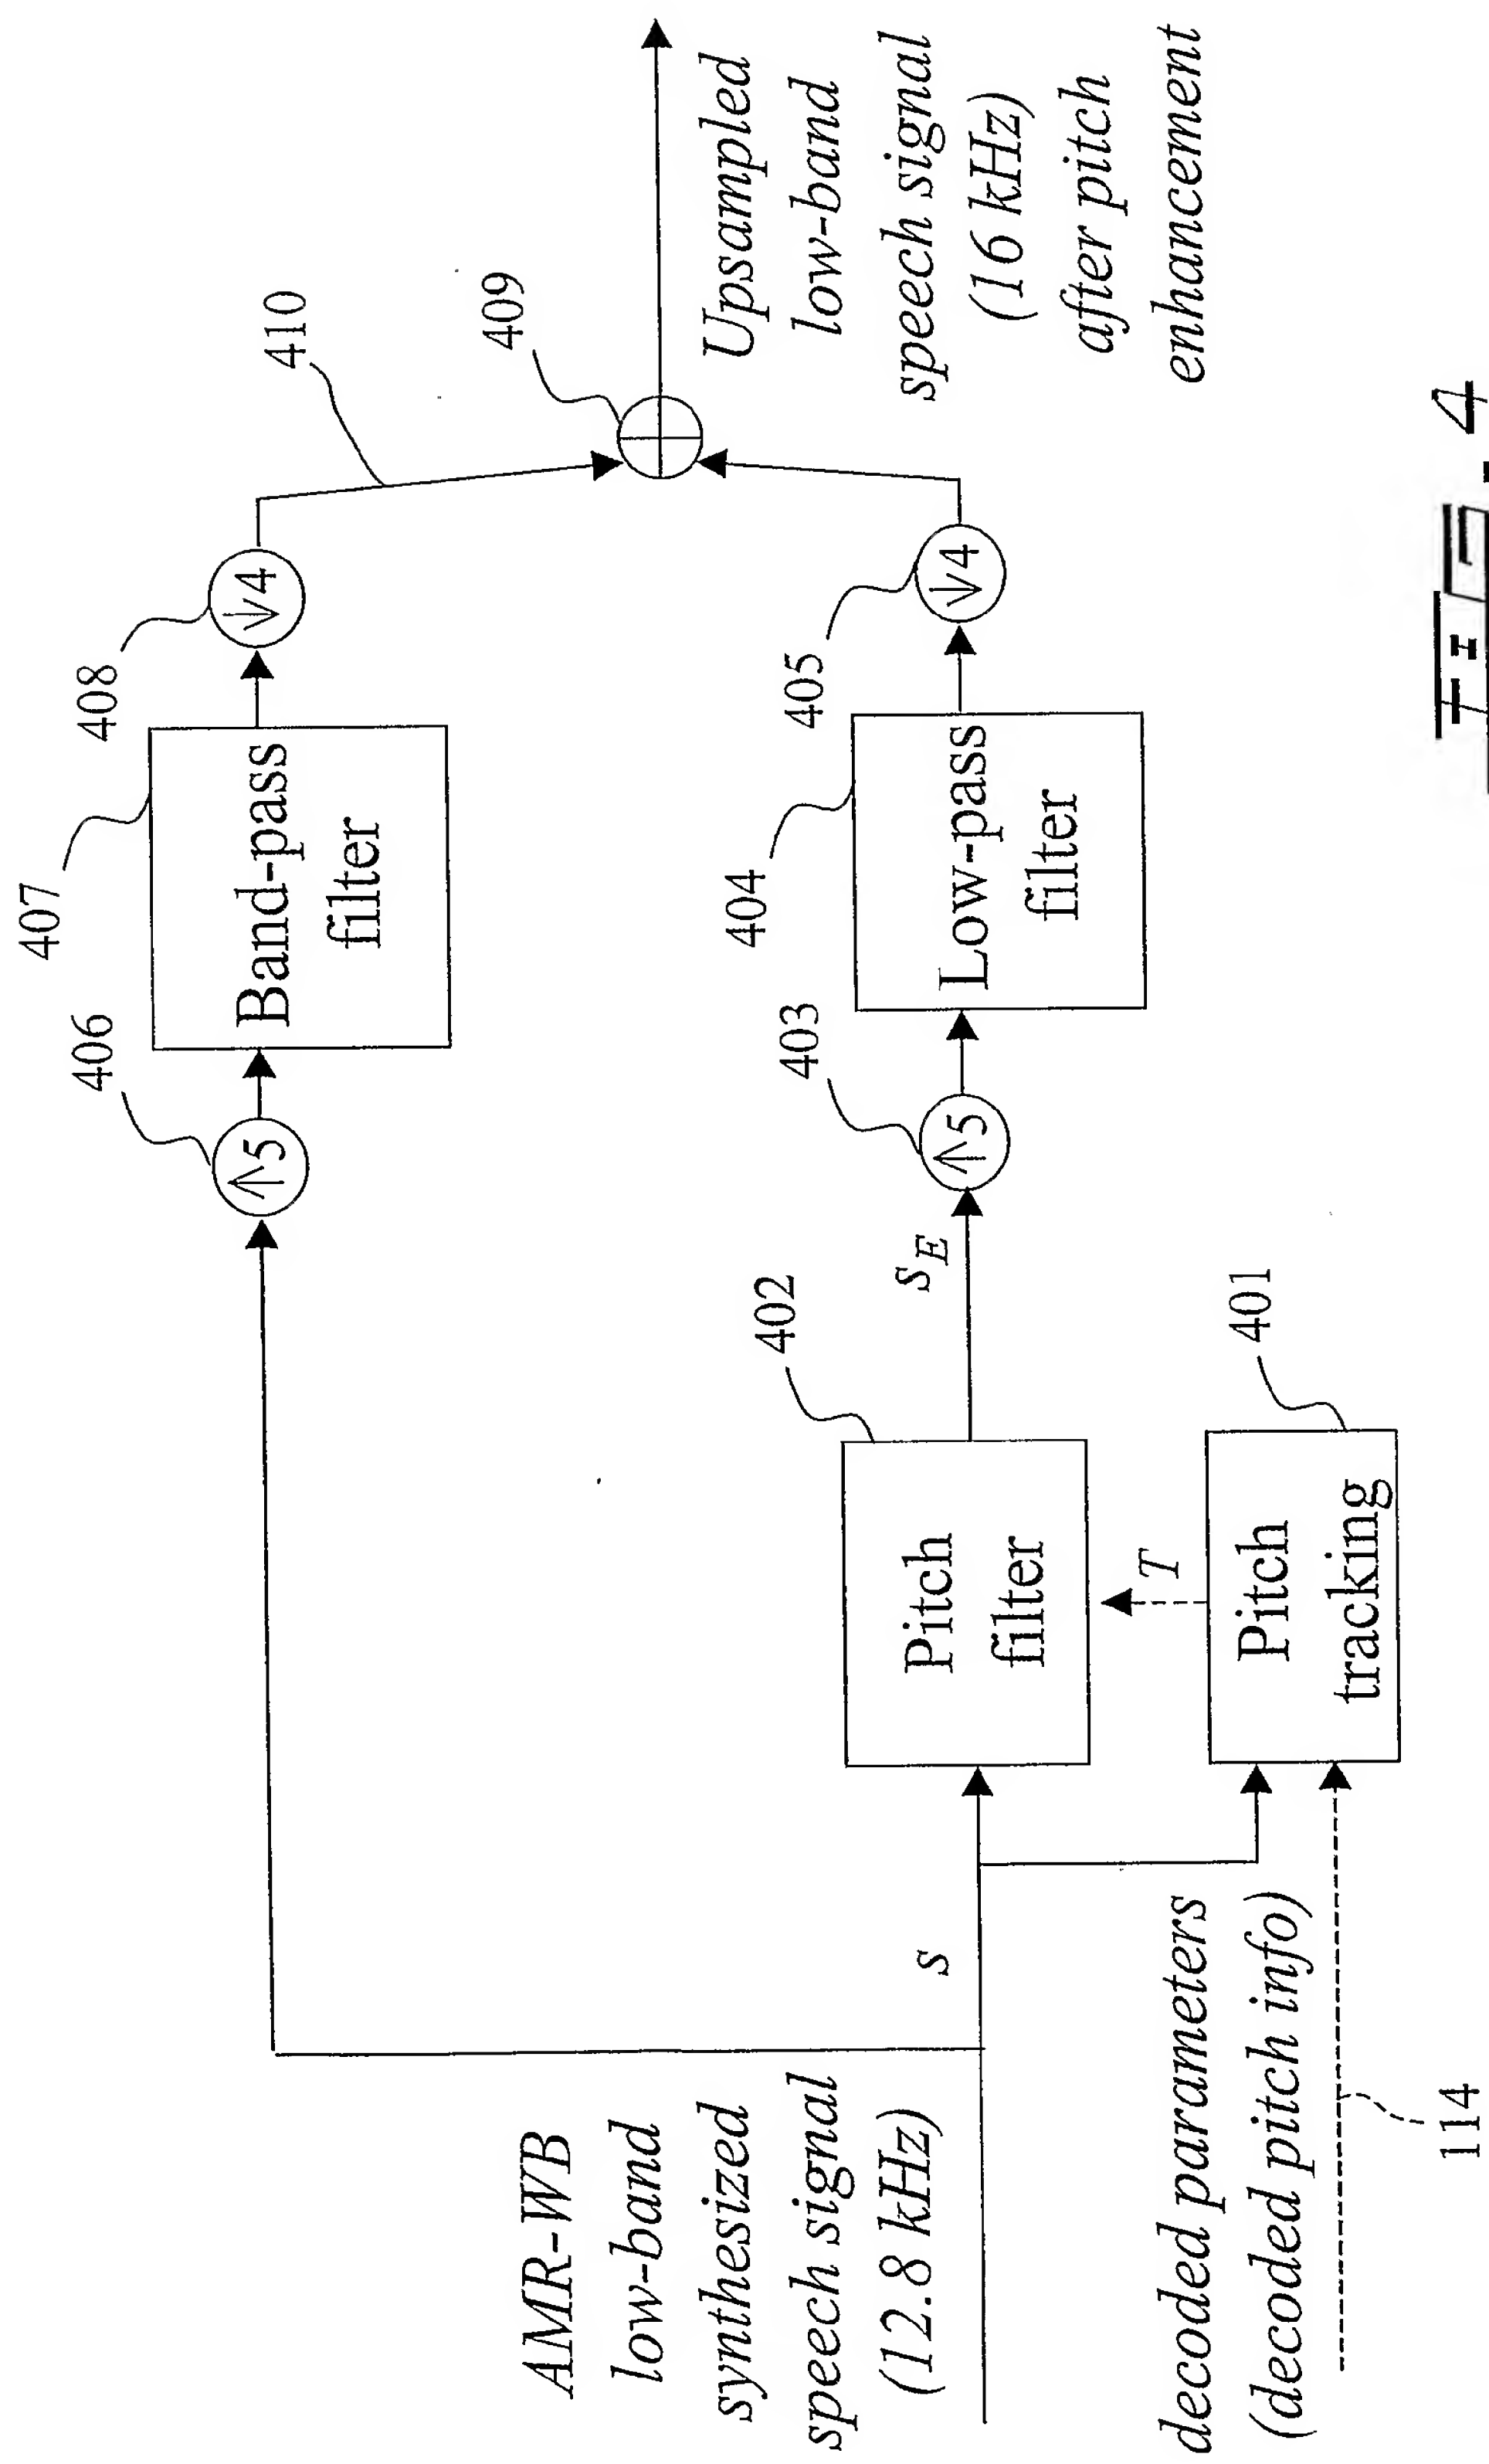 AMR-WB
low-band
synthesized
speech signal
(12.8 kHz)
s
decoded parameters
(decoded pitch info)
114
Pitch
filter
402
T
Pitch
tracking
401
s_E
↑5
406
Band-pass
filter
407
↓4
408
410
↑5
403
Low-pass
filter
404
↓4
405
409
Upsampled
low-band
speech signal
(16 kHz)
after pitch
enhancement
FIG. 4